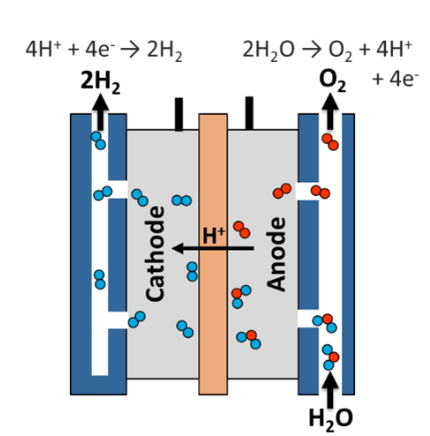 4H⁺ + 4e⁻ → 2H₂
2H₂O → O₂ + 4H⁺
+ 4e⁻
2H₂
O₂
H⁺
Cathode
Anode
H₂O